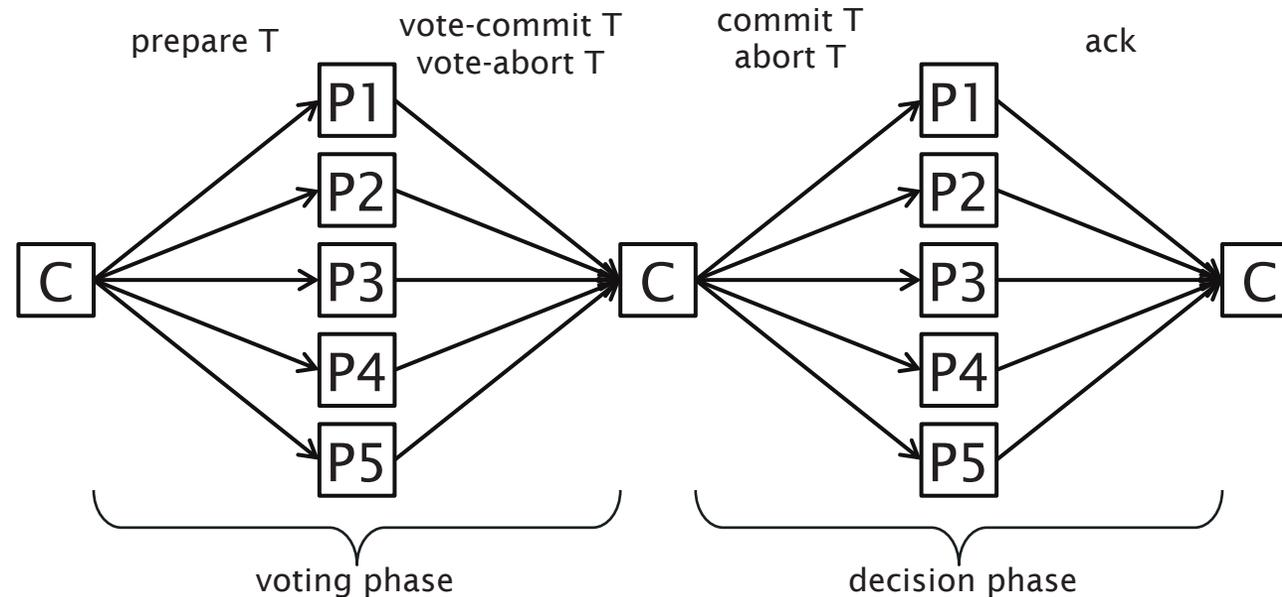 prepare T
vote-commit T
vote-abort T
commit T
abort T
ack
P1
P2
P3
P4
P5
C
C
P1
P2
P3
P4
P5
C
voting phase
decision phase